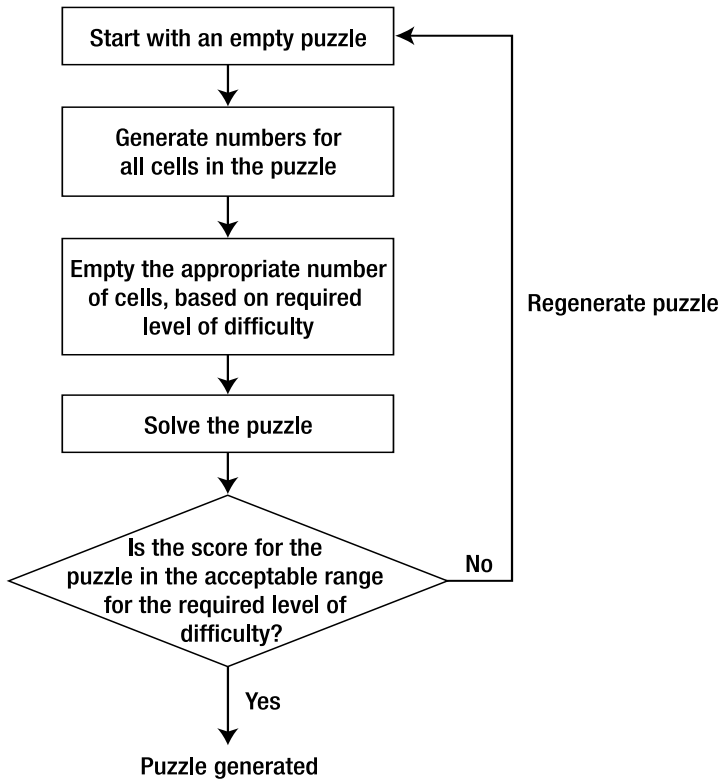 Start with an empty puzzle
Generate numbers for
all cells in the puzzle
Empty the appropriate number
of cells, based on required
level of difficulty
Regenerate puzzle
Solve the puzzle
Is the score for the
puzzle in the acceptable range
for the required level of
difficulty?
No
Yes
Puzzle generated